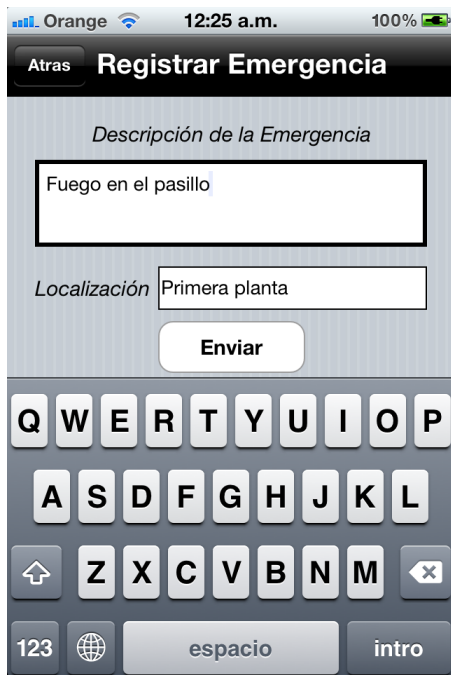 Orange 12:25 a.m. 100%
Atras Registrar Emergencia
Descripción de la Emergencia
Fuego en el pasillo
Localización Primera planta
Enviar
Q W E R T Y U I O P
A S D F G H J K L
Z X C V B N M
123 espacio intro